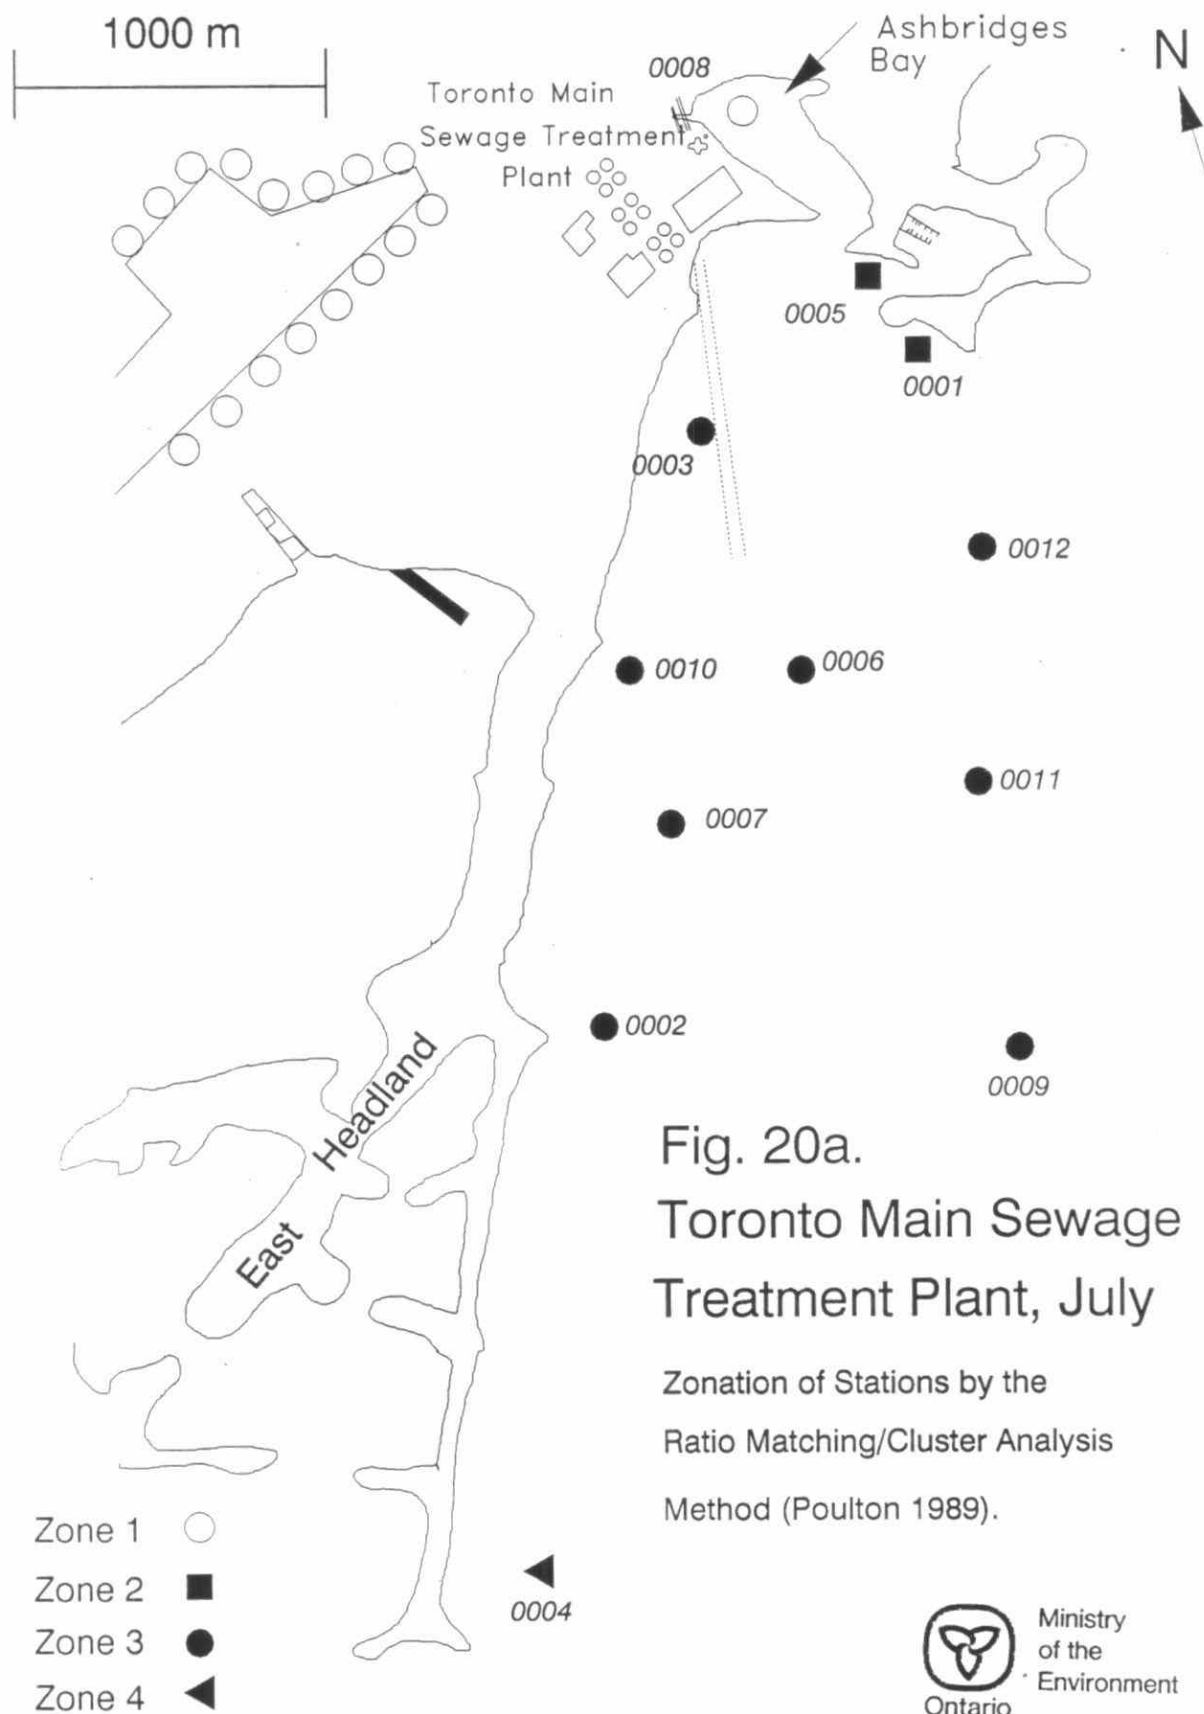 1000 m
Ashbridges
Bay
N
0008
Toronto Main
Sewage Treatment
Plant
0005
0001
0003
0012
0010
0006
0011
0007
0002
0009
Headland
East
Fig. 20a.
Toronto Main Sewage
Treatment Plant, July
Zonation of Stations by the
Ratio Matching/Cluster Analysis
Method (Poulton 1989).
Zone 1
Zone 2
Zone 3
Zone 4
0004
Ministry
of the
Environment
Ontario